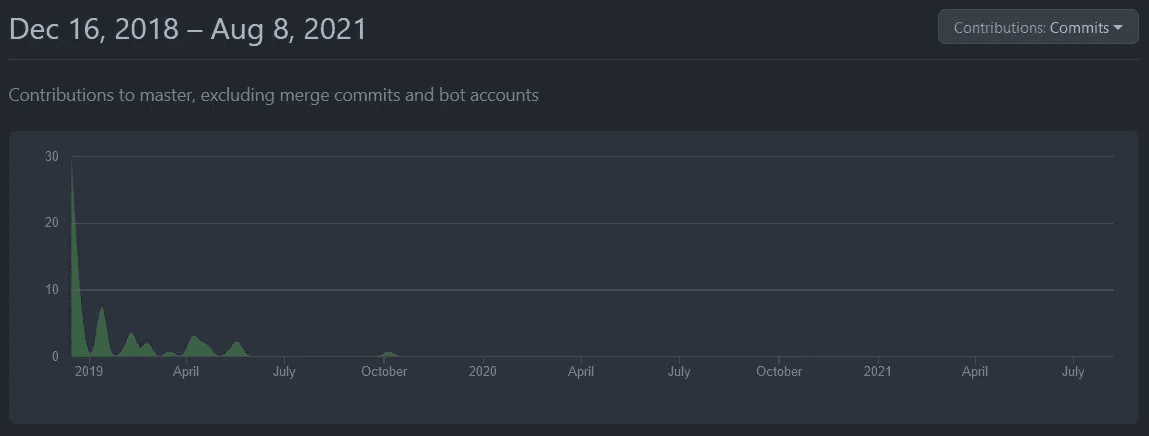 Dec 16, 2018 – Aug 8, 2021
Contributions: Commits
Contributions to master, excluding merge commits and bot accounts
30
20
10
0
2019 April July October 2020 April July October 2021 April July